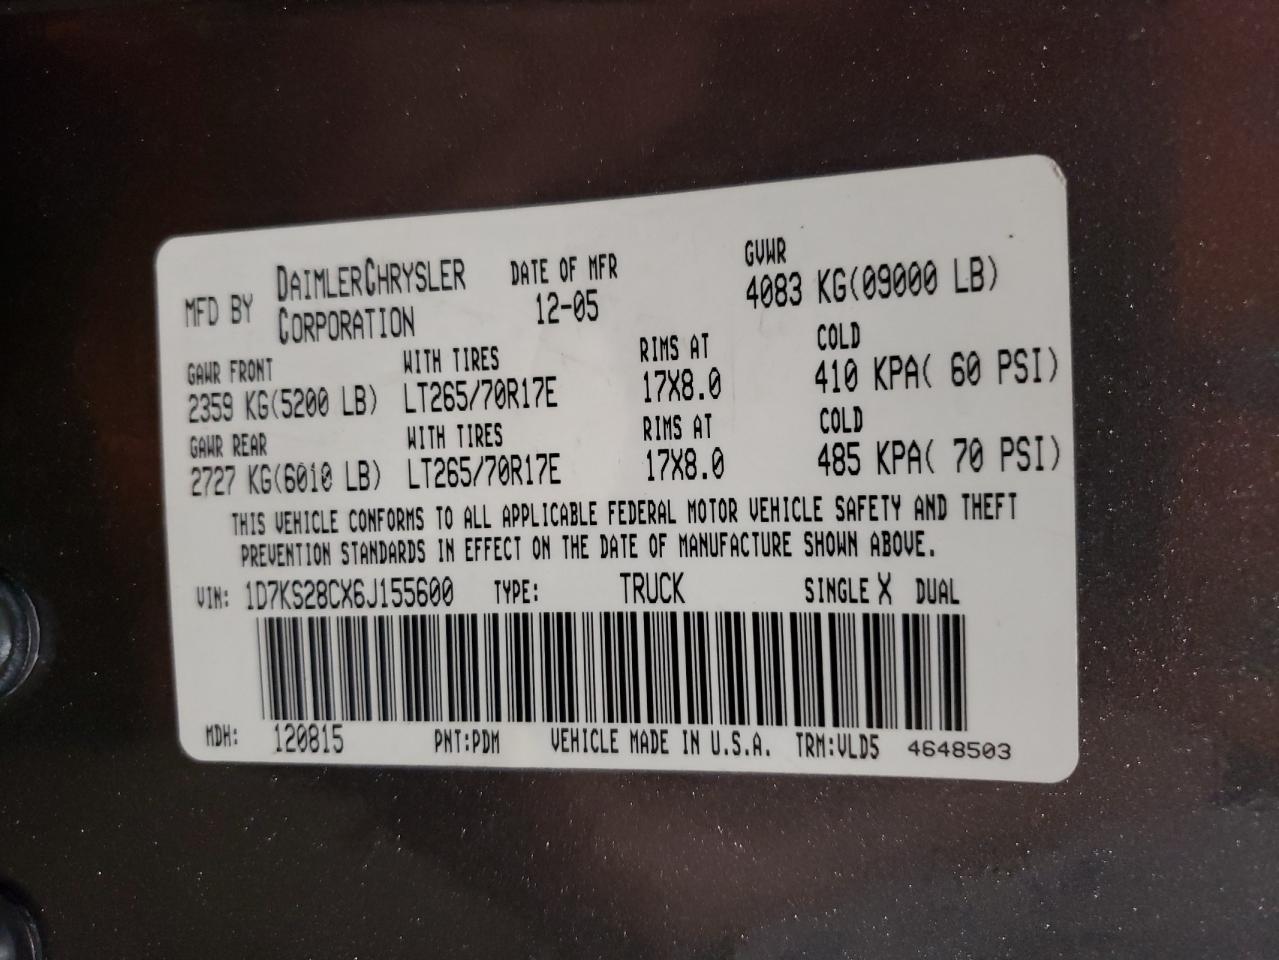 MFD BY DAIMLERCHRYSLER CORPORATION DATE OF MFR 12-05 GVWR 4083 KG(09000 LB)
GAWR FRONT WITH TIRES RIMS AT COLD
2359 KG(5200 LB) LT265/70R17E 17X8.0 410 KPA( 60 PSI)
GAWR REAR WITH TIRES RIMS AT COLD
2727 KG(6010 LB) LT265/70R17E 17X8.0 485 KPA( 70 PSI)
THIS VEHICLE CONFORMS TO ALL APPLICABLE FEDERAL MOTOR VEHICLE SAFETY AND THEFT
PREVENTION STANDARDS IN EFFECT ON THE DATE OF MANUFACTURE SHOWN ABOVE.
VIN: 1D7KS28CX6J155600 TYPE: TRUCK SINGLE X DUAL
MDH: 120815 PNT:PDM VEHICLE MADE IN U.S.A. TRM:VLD5 4648503